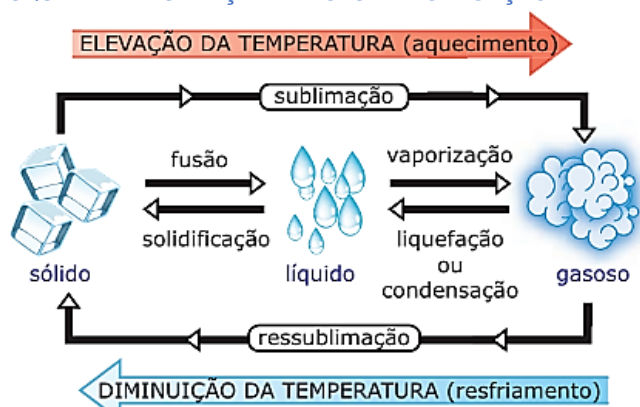 ELEVAÇÃO DA TEMPERATURA (aquecimento)
sublimação
fusão
vaporização
solidificação
liquefação
ou
condensação
sólido
líquido
gasoso
ressublimação
DIMINUIÇÃO DA TEMPERATURA (resfriamento)